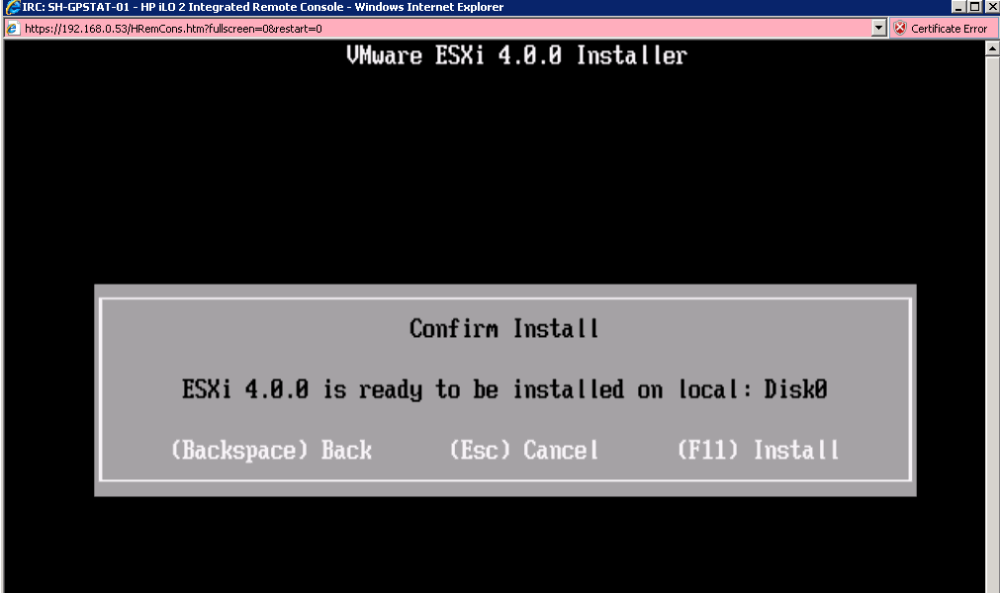 IRC: SH-GPSTAT-01 - HP iLO 2 Integrated Remote Console - Windows Internet Explorer
https://192.168.0.53/HRemCons.htm?fullscreen=0&restart=0 Certificate Error
VMware ESXi 4.0.0 Installer
Confirm Install
ESXi 4.0.0 is ready to be installed on local: Disk0
(Backspace) Back (Esc) Cancel (F11) Install